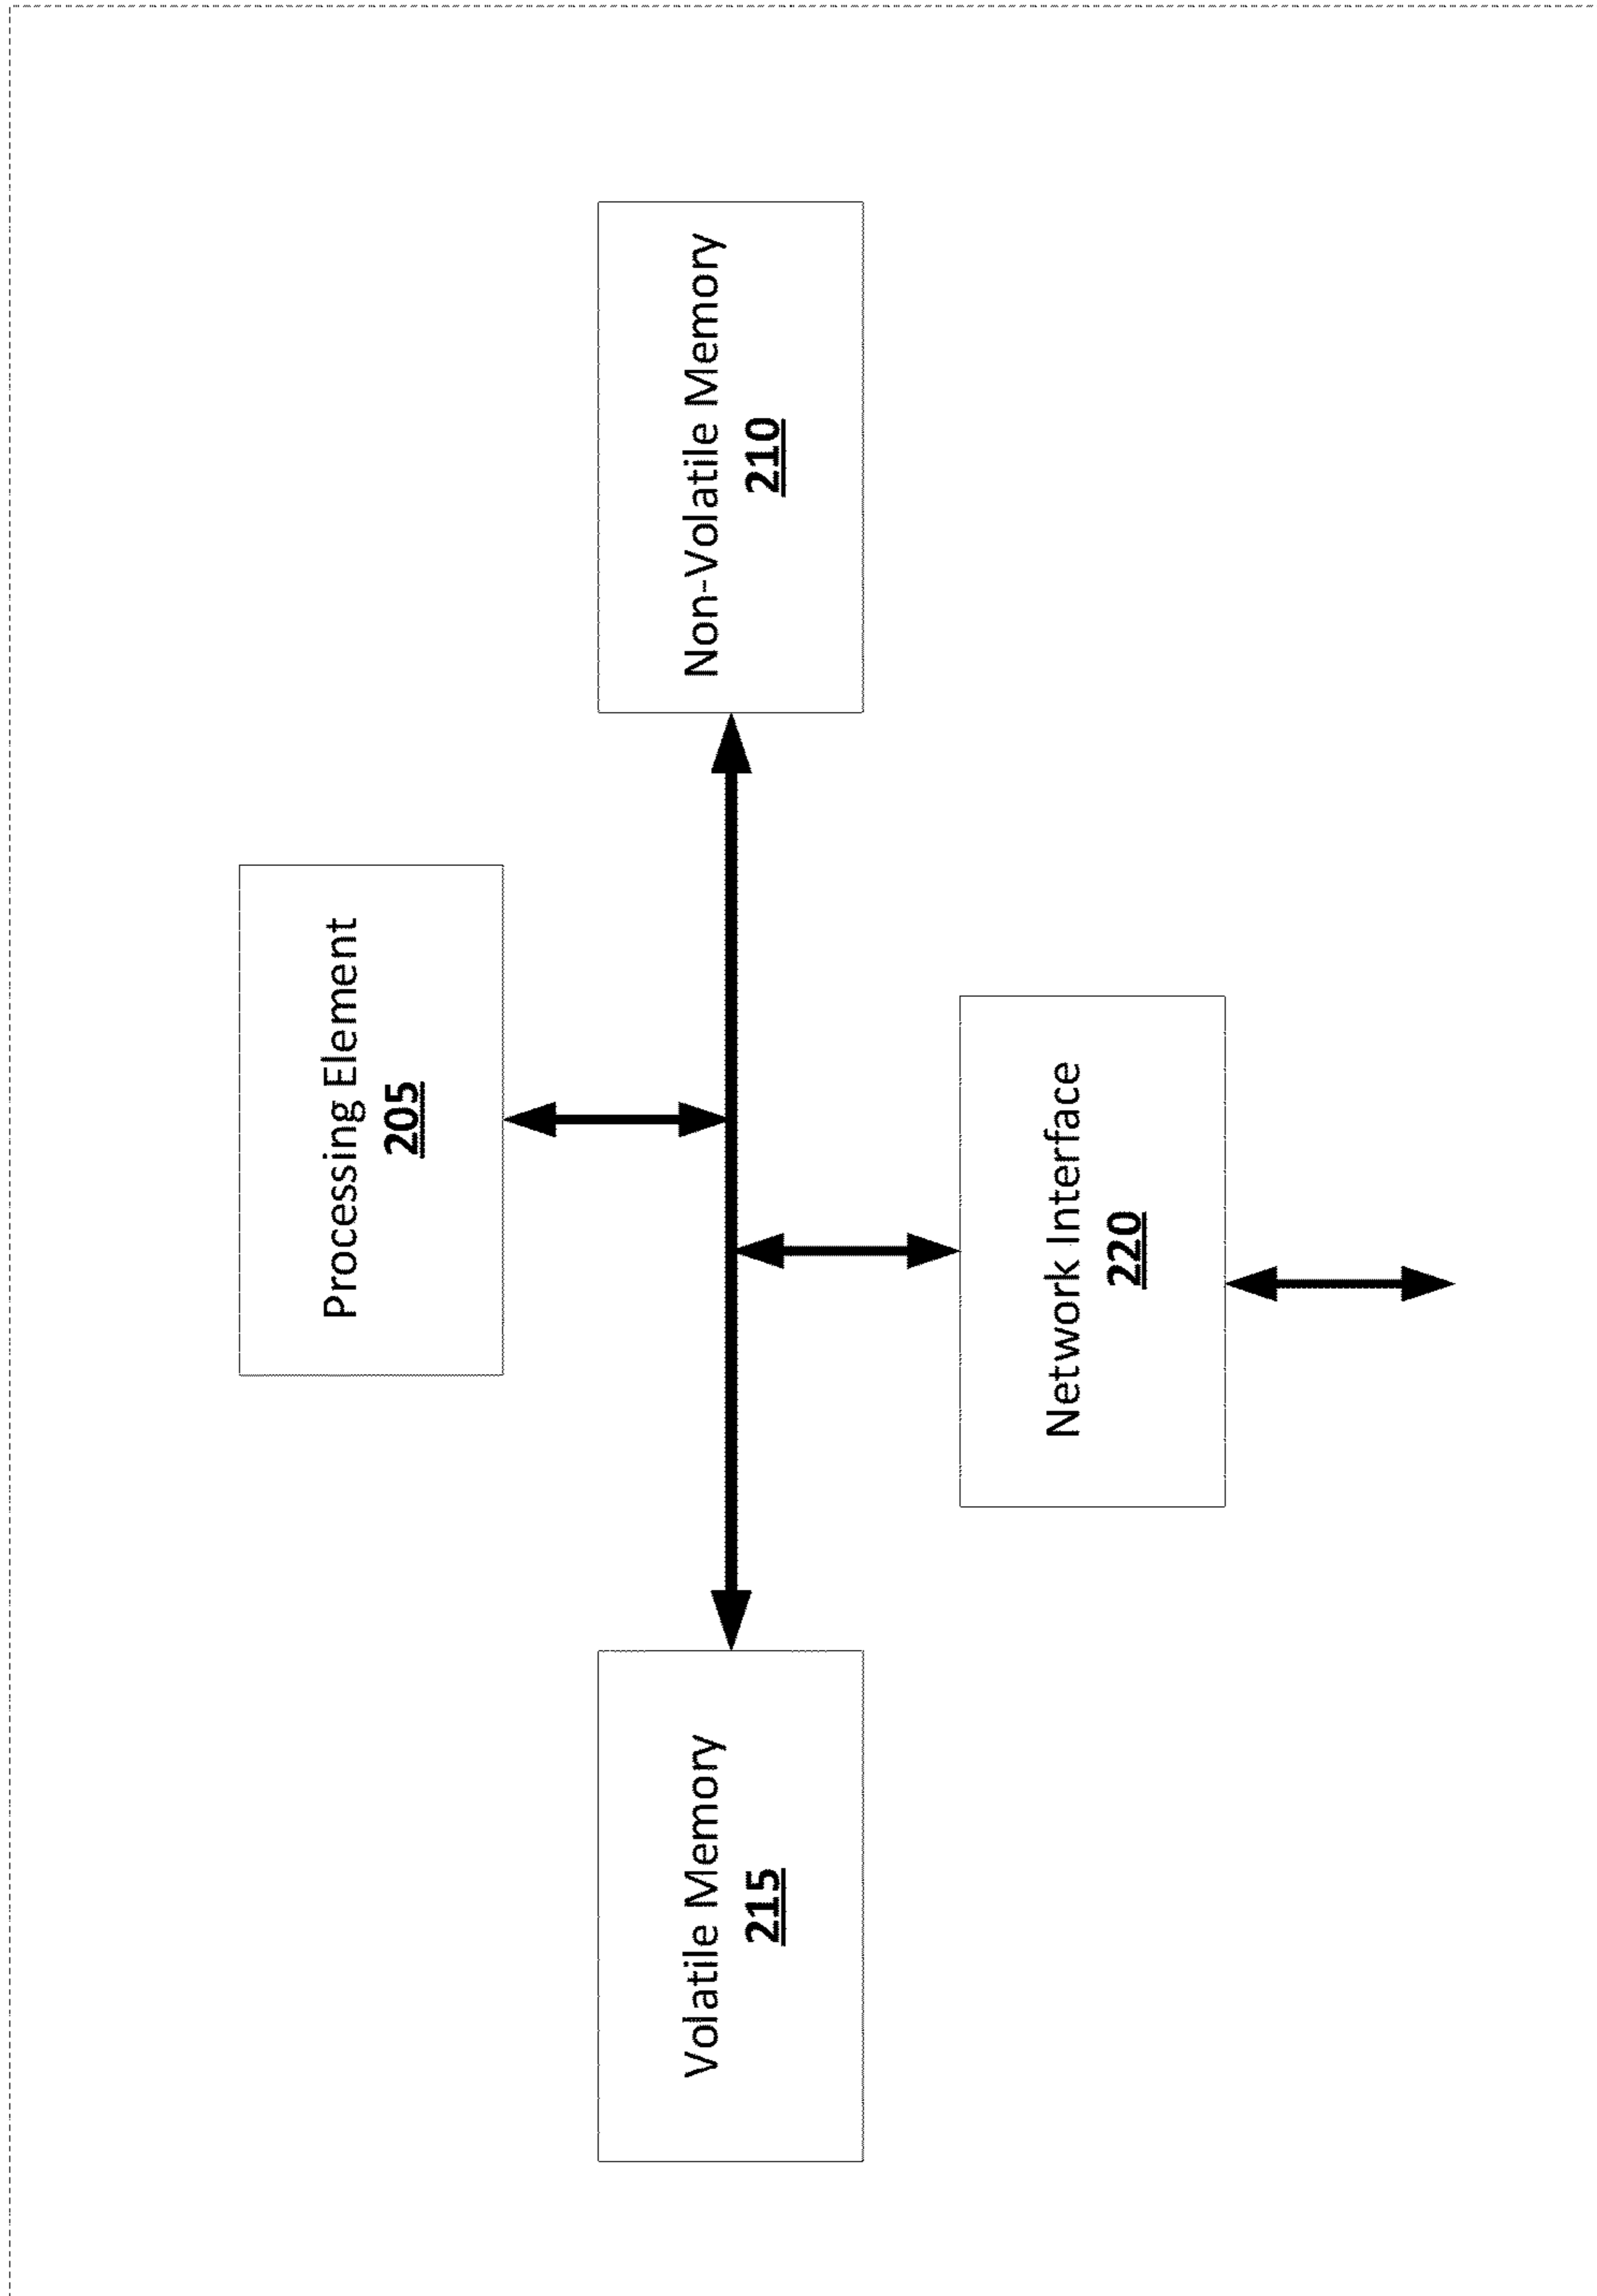 Processing Element
205
Volatile Memory
215
Non-Volatile Memory
210
Network Interface
220